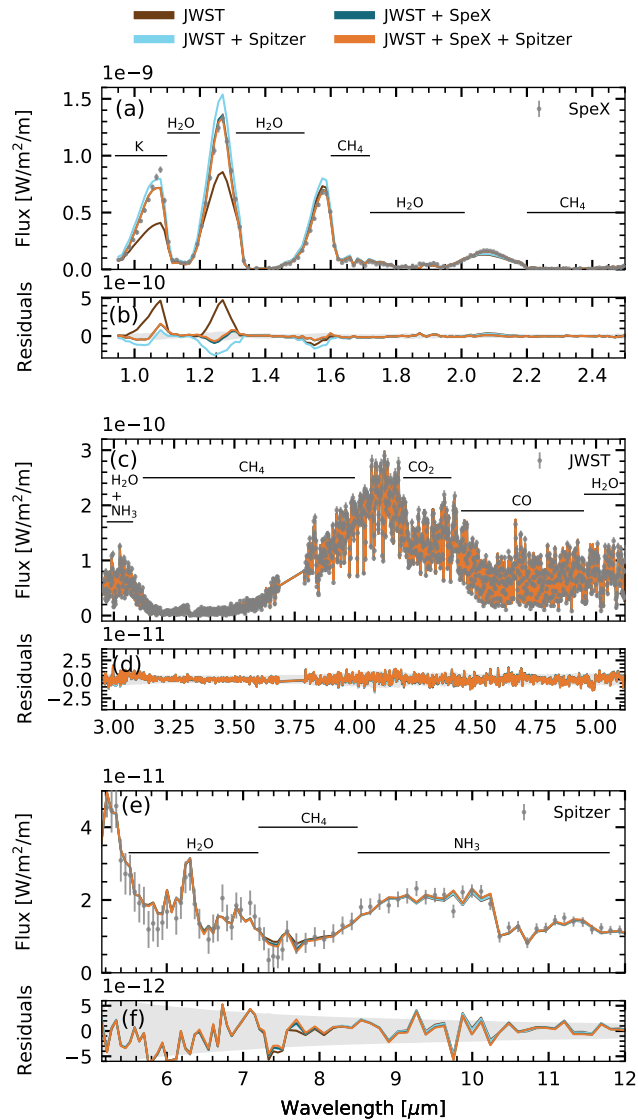 JWST
JWST + SpeX
JWST + Spitzer
JWST + SpeX + Spitzer
1e−9
(a)
SpeX
K
H₂O
H₂O
CH₄
H₂O
CH₄
1.5
1.0
0.5
0.0
Flux [W/m²/m]
1e−10
(b)
5
0
Residuals
1.0 1.2 1.4 1.6 1.8 2.0 2.2 2.4
1e−10
(c)
JWST
H₂O
+
NH₃
CH₄
CO₂
CO
H₂O
3
2
1
0
Flux [W/m²/m]
1e−11
(d)
2.5
0.0
−2.5
Residuals
3.00 3.25 3.50 3.75 4.00 4.25 4.50 4.75 5.00
1e−11
(e)
Spitzer
H₂O
CH₄
NH₃
4
2
0
Flux [W/m²/m]
1e−12
(f)
5
0
−5
Residuals
6 7 8 9 10 11 12
Wavelength [μm]